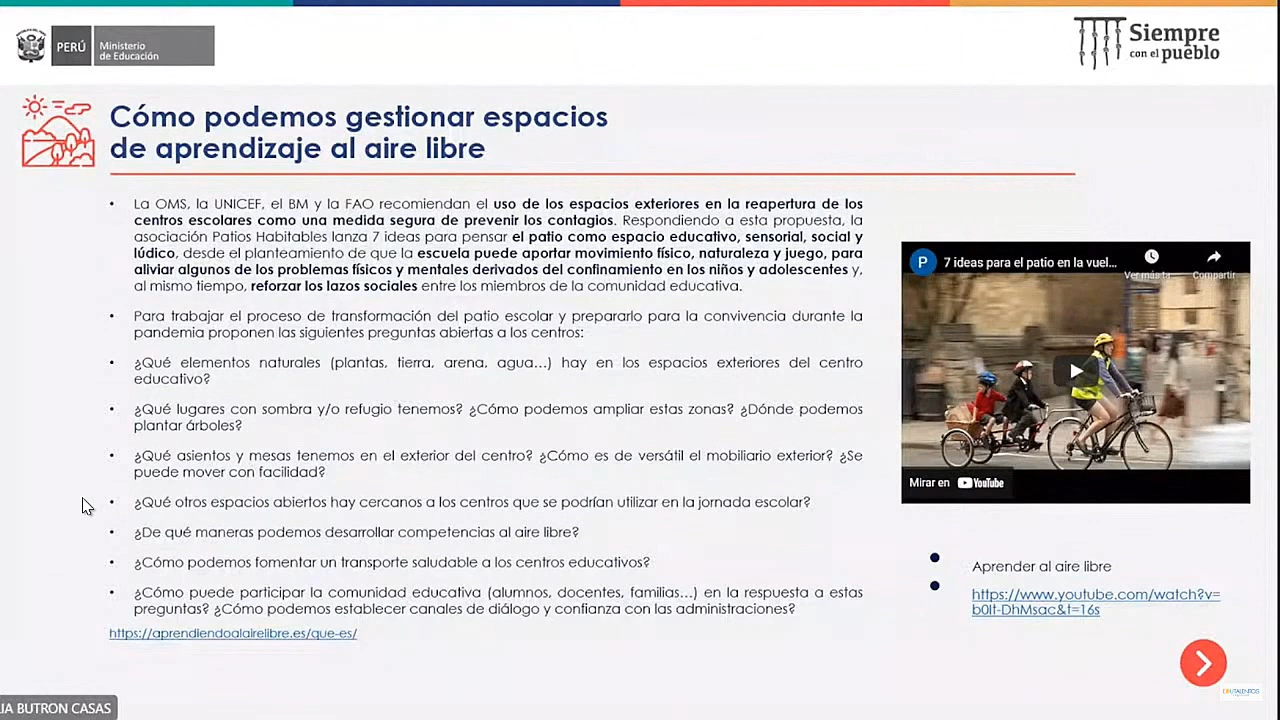 PERÚ
Ministerio
de Educación
Siempre
con el pueblo
Cómo podemos gestionar espacios
de aprendizaje al aire libre
• La OMS, la UNICEF, el BM y la FAO recomiendan el uso de los espacios exteriores en la reapertura de los
centros escolares como una medida segura de prevenir los contagios. Respondiendo a esta propuesta, la
asociación Patios Habitables lanza 7 ideas para pensar el patio como espacio educativo, sensorial, social y
lúdico, desde el planteamiento de que la escuela puede aportar movimiento físico, naturaleza y juego, para
aliviar algunos de los problemas físicos y mentales derivados del confinamiento en los niños y adolescentes y,
al mismo tiempo, reforzar los lazos sociales entre los miembros de la comunidad educativa.
• Para trabajar el proceso de transformación del patio escolar y prepararlo para la convivencia durante la
pandemia proponen las siguientes preguntas abiertas a los centros:
• ¿Qué elementos naturales (plantas, tierra, arena, agua...) hay en los espacios exteriores del centro
educativo?
• ¿Qué lugares con sombra y/o refugio tenemos? ¿Cómo podemos ampliar estas zonas? ¿Dónde podemos
plantar árboles?
• ¿Qué asientos y mesas tenemos en el exterior del centro? ¿Cómo es de versátil el mobiliario exterior? ¿Se
puede mover con facilidad?
• ¿Qué otros espacios abiertos hay cercanos a los centros que se podrían utilizar en la jornada escolar?
• ¿De qué maneras podemos desarrollar competencias al aire libre?
• ¿Cómo podemos fomentar un transporte saludable a los centros educativos?
• ¿Cómo puede participar la comunidad educativa (alumnos, docentes, familias...) en la respuesta a estas
preguntas? ¿Cómo podemos establecer canales de diálogo y confianza con las administraciones?
https://aprendiendoalairelibre.es/que-es/
P
7 ideas para el patio en la vuel...
Ver más ta...
Compartir
Mirar en YouTube
• Aprender al aire libre
• https://www.youtube.com/watch?v=
b0It-DhMsac&t=16s
EDUTALENTOS
LIA BUTRON CASAS